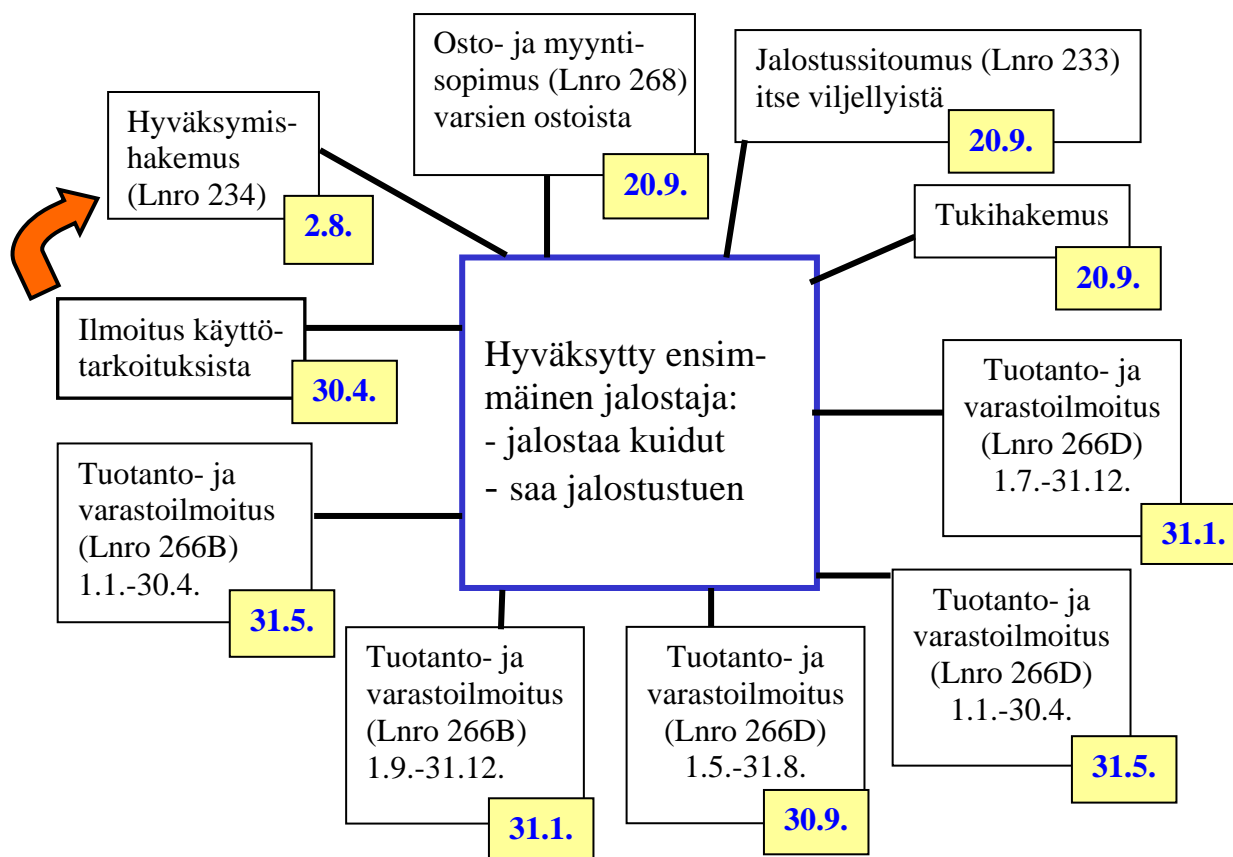 Osto- ja myynti-
sopimus (Lnro 268)
varsien ostoista
20.9.
Jalostussitoumus (Lnro 233)
itse viljellyistä
20.9.
Hyväksymis-
hakemus
(Lnro 234)
2.8.
Tukihakemus
20.9.
Ilmoitus käyttö-
tarkoituksista
30.4.
Hyväksytty ensim-
mäinen jalostaja:
- jalostaa kuidut
- saa jalostustuen
Tuotanto- ja
varastoilmoitus
(Lnro 266D)
1.7.-31.12.
31.1.
Tuotanto- ja
varastoilmoitus
(Lnro 266B)
1.1.-30.4.
31.5.
Tuotanto- ja
varastoilmoitus
(Lnro 266B)
1.9.-31.12.
31.1.
Tuotanto- ja
varastoilmoitus
(Lnro 266D)
1.5.-31.8.
30.9.
Tuotanto- ja
varastoilmoitus
(Lnro 266D)
1.1.-30.4.
31.5.